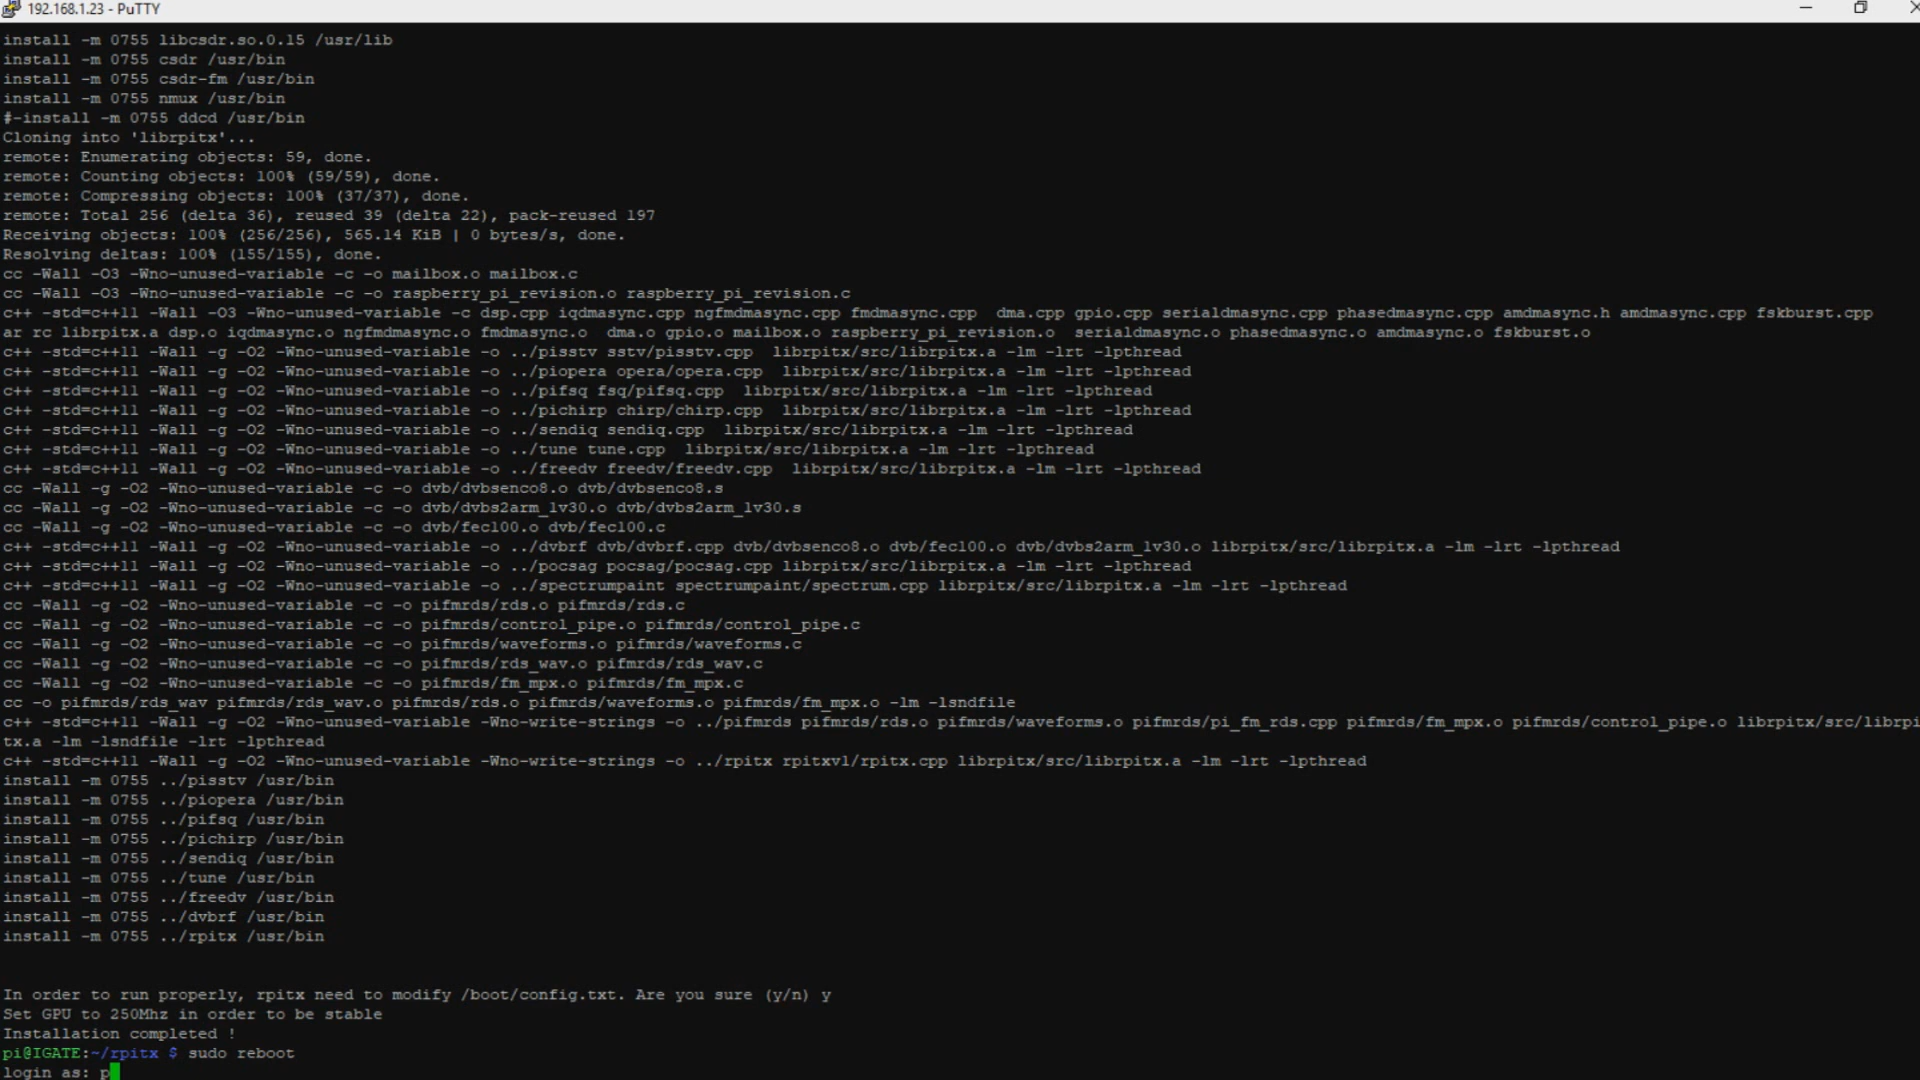 192.168.1.23 - PuTTY
install -m 0755 libcsdr.so.0.15 /usr/lib
install -m 0755 csdr /usr/bin
install -m 0755 csdr-fm /usr/bin
install -m 0755 nmux /usr/bin
#-install -m 0755 ddcd /usr/bin
Cloning into 'librpitx'...
remote: Enumerating objects: 59, done.
remote: Counting objects: 100% (59/59), done.
remote: Compressing objects: 100% (37/37), done.
remote: Total 256 (delta 36), reused 39 (delta 22), pack-reused 197
Receiving objects: 100% (256/256), 565.14 KiB | 0 bytes/s, done.
Resolving deltas: 100% (155/155), done.
cc -Wall -O3 -Wno-unused-variable -c -o mailbox.o mailbox.c
cc -Wall -O3 -Wno-unused-variable -c -o raspberry_pi_revision.o raspberry_pi_revision.c
c++ -std=c++11 -Wall -O3 -Wno-unused-variable -c dsp.cpp iqdmasync.cpp ngfmdmasync.cpp fmdmasync.cpp  dma.cpp gpio.cpp serialdmasync.cpp phasedmasync.cpp amdmasync.h amdmasync.cpp fskburst.cpp
ar rc librpitx.a dsp.o iqdmasync.o ngfmdmasync.o fmdmasync.o  dma.o gpio.o mailbox.o raspberry_pi_revision.o  serialdmasync.o phasedmasync.o amdmasync.o fskburst.o
c++ -std=c++11 -Wall -g -O2 -Wno-unused-variable -o ../pisstv sstv/pisstv.cpp  librpitx/src/librpitx.a -lm -lrt -lpthread
c++ -std=c++11 -Wall -g -O2 -Wno-unused-variable -o ../piopera opera/opera.cpp  librpitx/src/librpitx.a -lm -lrt -lpthread
c++ -std=c++11 -Wall -g -O2 -Wno-unused-variable -o ../pifsq fsq/pifsq.cpp  librpitx/src/librpitx.a -lm -lrt -lpthread
c++ -std=c++11 -Wall -g -O2 -Wno-unused-variable -o ../pichirp chirp/chirp.cpp  librpitx/src/librpitx.a -lm -lrt -lpthread
c++ -std=c++11 -Wall -g -O2 -Wno-unused-variable -o ../sendiq sendiq.cpp  librpitx/src/librpitx.a -lm -lrt -lpthread
c++ -std=c++11 -Wall -g -O2 -Wno-unused-variable -o ../tune tune.cpp  librpitx/src/librpitx.a -lm -lrt -lpthread
c++ -std=c++11 -Wall -g -O2 -Wno-unused-variable -o ../freedv freedv/freedv.cpp  librpitx/src/librpitx.a -lm -lrt -lpthread
cc -Wall -g -O2 -Wno-unused-variable -c -o dvb/dvbsenco8.o dvb/dvbsenco8.s
cc -Wall -g -O2 -Wno-unused-variable -c -o dvb/dvbs2arm_lv30.o dvb/dvbs2arm_lv30.s
cc -Wall -g -O2 -Wno-unused-variable -c -o dvb/fec100.o dvb/fec100.c
c++ -std=c++11 -Wall -g -O2 -Wno-unused-variable -o ../dvbrf dvb/dvbrf.cpp dvb/dvbsenco8.o dvb/fec100.o dvb/dvbs2arm_lv30.o librpitx/src/librpitx.a -lm -lrt -lpthread
c++ -std=c++11 -Wall -g -O2 -Wno-unused-variable -o ../pocsag pocsag/pocsag.cpp librpitx/src/librpitx.a -lm -lrt -lpthread
c++ -std=c++11 -Wall -g -O2 -Wno-unused-variable -o ../spectrumpaint spectrumpaint/spectrum.cpp librpitx/src/librpitx.a -lm -lrt -lpthread
cc -Wall -g -O2 -Wno-unused-variable -c -o pifmrds/rds.o pifmrds/rds.c
cc -Wall -g -O2 -Wno-unused-variable -c -o pifmrds/control_pipe.o pifmrds/control_pipe.c
cc -Wall -g -O2 -Wno-unused-variable -c -o pifmrds/waveforms.o pifmrds/waveforms.c
cc -Wall -g -O2 -Wno-unused-variable -c -o pifmrds/rds_wav.o pifmrds/rds_wav.c
cc -Wall -g -O2 -Wno-unused-variable -c -o pifmrds/fm_mpx.o pifmrds/fm_mpx.c
cc -o pifmrds/rds_wav pifmrds/rds_wav.o pifmrds/rds.o pifmrds/waveforms.o pifmrds/fm_mpx.o -lm -lsndfile
c++ -std=c++11 -Wall -g -O2 -Wno-unused-variable -Wno-write-strings -o ../pifmrds pifmrds/rds.o pifmrds/waveforms.o pifmrds/pi_fm_rds.cpp pifmrds/fm_mpx.o pifmrds/control_pipe.o librpitx/src/librpi
tx.a -lm -lsndfile -lrt -lpthread
c++ -std=c++11 -Wall -g -O2 -Wno-unused-variable -Wno-write-strings -o ../rpitx rpitxv1/rpitx.cpp librpitx/src/librpitx.a -lm -lrt -lpthread
install -m 0755 ../pisstv /usr/bin
install -m 0755 ../piopera /usr/bin
install -m 0755 ../pifsq /usr/bin
install -m 0755 ../pichirp /usr/bin
install -m 0755 ../sendiq /usr/bin
install -m 0755 ../tune /usr/bin
install -m 0755 ../freedv /usr/bin
install -m 0755 ../dvbrf /usr/bin
install -m 0755 ../rpitx /usr/bin
In order to run properly, rpitx need to modify /boot/config.txt. Are you sure (y/n) y
Set GPU to 250Mhz in order to be stable
Installation completed !
pi@IGATE:~/rpitx $ sudo reboot
login as: p